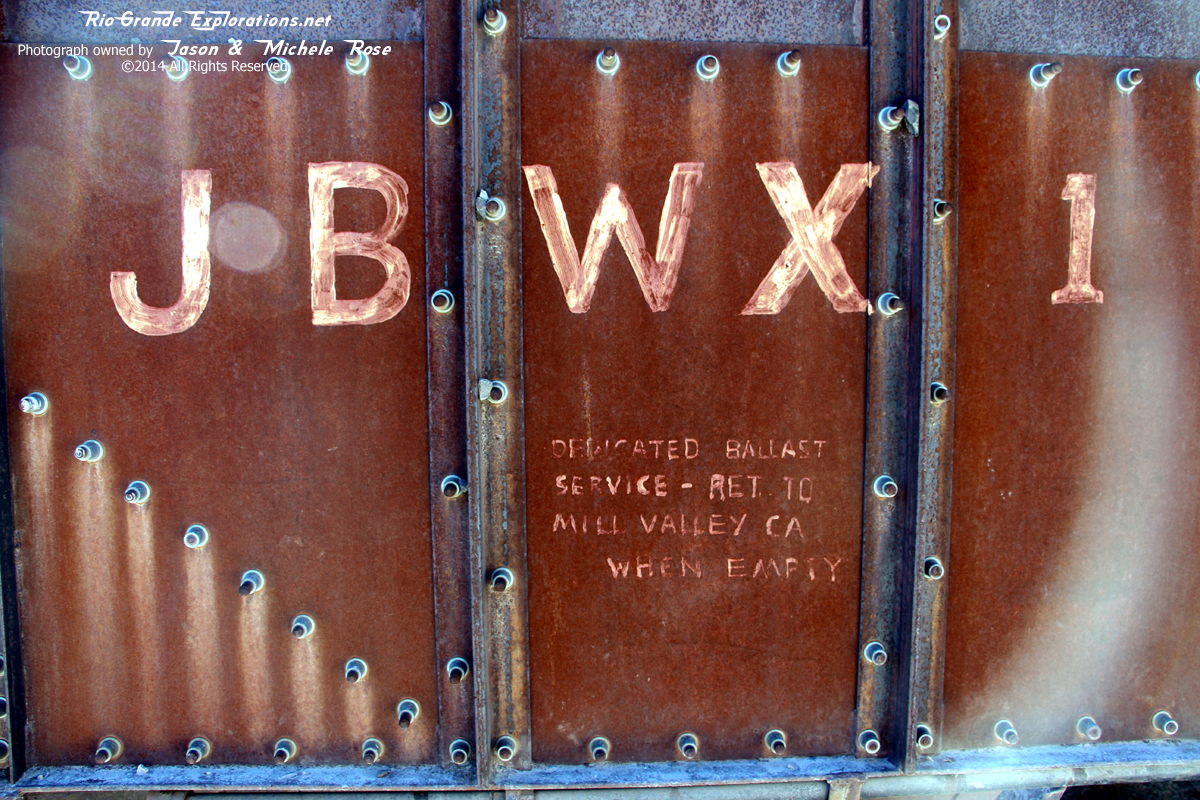 Rio Grande Explorations.net
Photograph owned by Jason & Michele Rose
©2014 All Rights Reserved
JBWX 1
DEDICATED BALLAST
SERVICE - RET. TO
MILL VALLEY CA
WHEN EMPTY